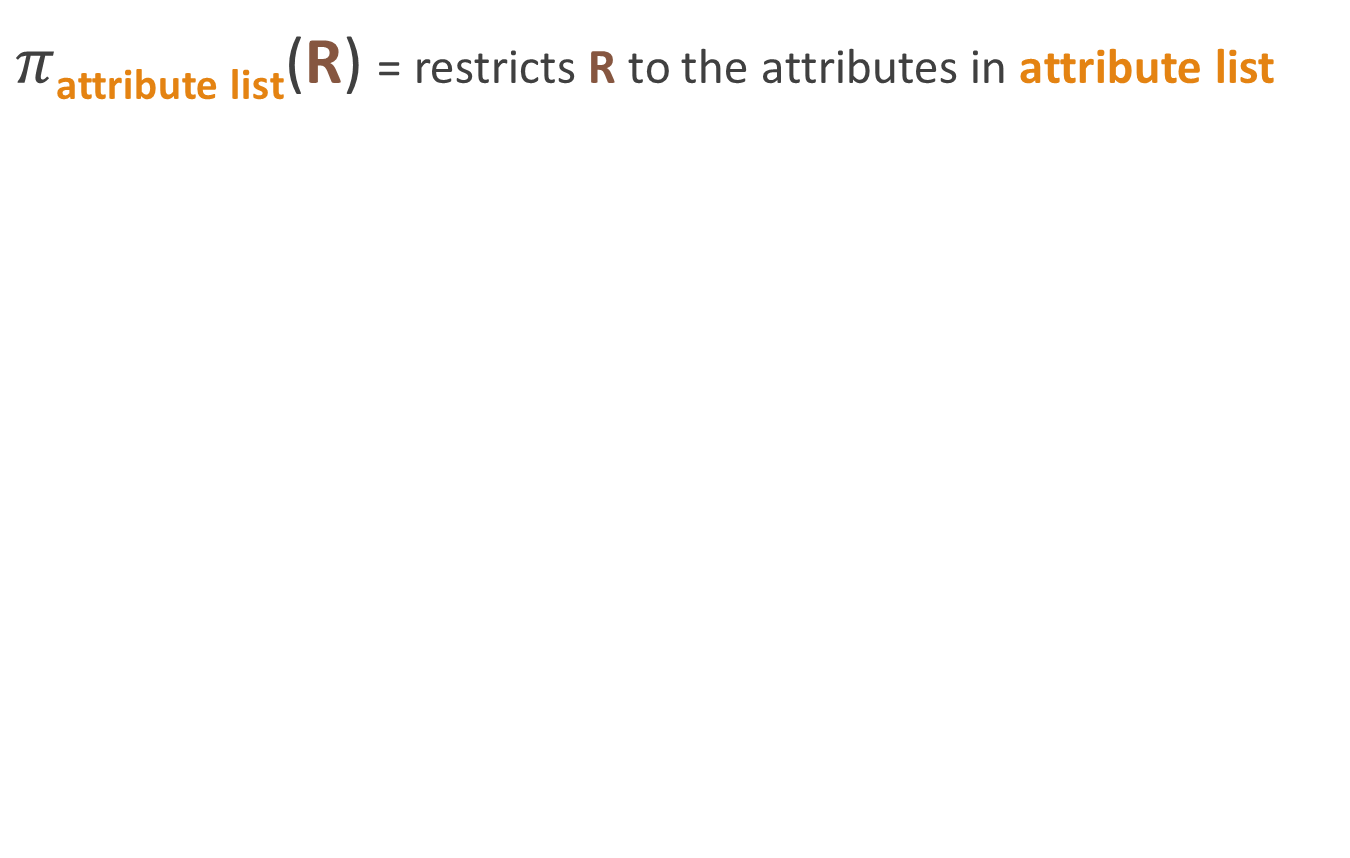 π attribute list(R) = restricts R to the attributes in attribute list